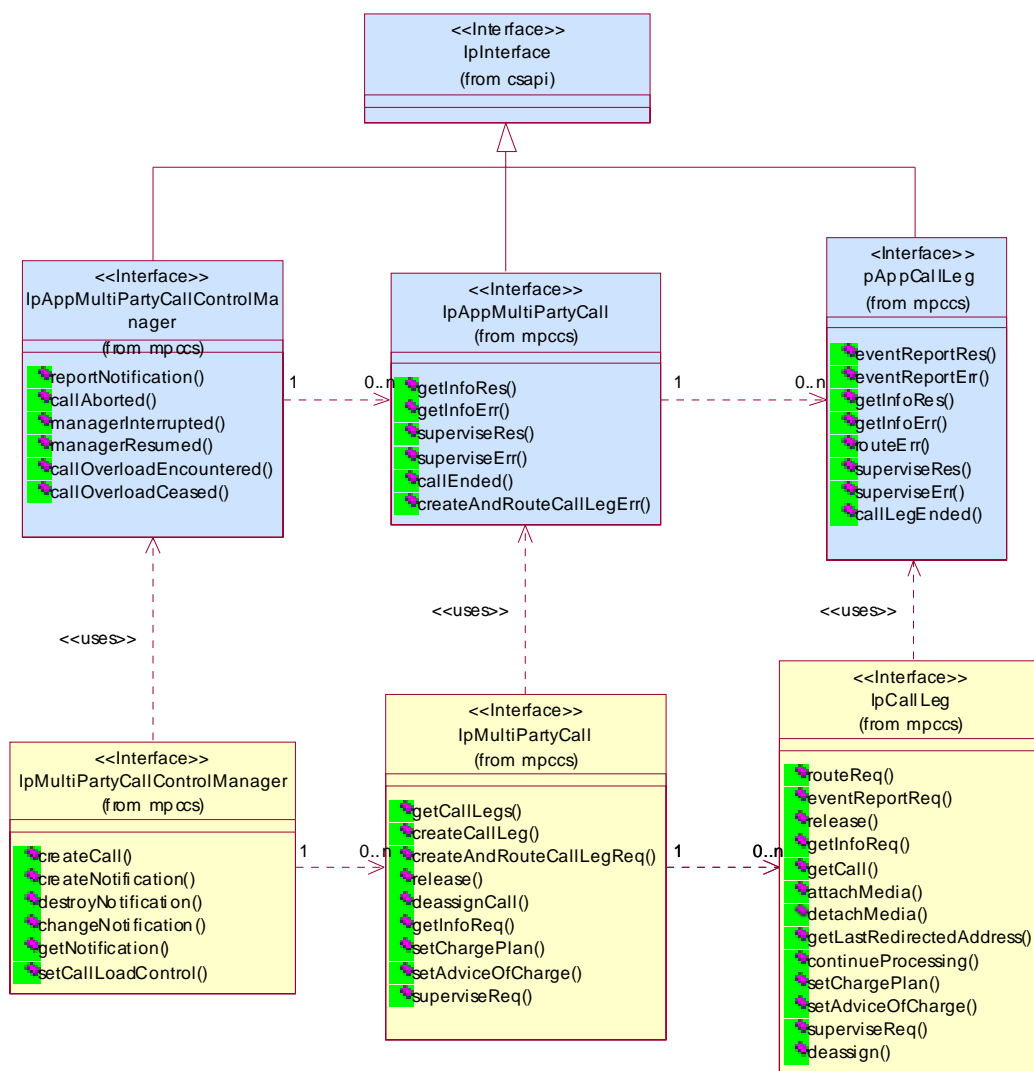 <<Interface>>
IpInterface
(from csapi)
<<Interface>>
IpAppMultiPartyCallControlMa
nager
(from mpccs)
reportNotification()
callAborted()
managerInterrupted()
managerResumed()
callOverloadEncountered()
callOverloadCeased()
1
0..n
<<Interface>>
IpAppMultiPartyCall
(from mpccs)
getInfoRes()
getInfoErr()
superviseRes()
superviseErr()
callEnded()
createAndRouteCallLegErr()
1
0..n
<<Interface>>
pAppCallLeg
(from mpccs)
eventReportRes()
eventReportErr()
getInfoRes()
getInfoErr()
routeErr()
superviseRes()
superviseErr()
callLegEnded()
<<uses>>
<<uses>>
<<uses>>
<<Interface>>
IpMultiPartyCallControlManager
(from mpccs)
createCall()
createNotification()
destroyNotification()
changeNotification()
getNotification()
setCallLoadControl()
1
0..n
<<Interface>>
IpMultiPartyCall
(from mpccs)
getCallLegs()
createCallLeg()
createAndRouteCallLegReq()
release()
deassignCall()
getInfoReq()
setChargePlan()
setAdviceOfCharge()
superviseReq()
1
0..n
<<Interface>>
IpCallLeg
(from mpccs)
routeReq()
eventReportReq()
release()
getInfoReq()
getCall()
attachMedia()
detachMedia()
getLastRedirectedAddress()
continueProcessing()
setChargePlan()
setAdviceOfCharge()
superviseReq()
deassign()